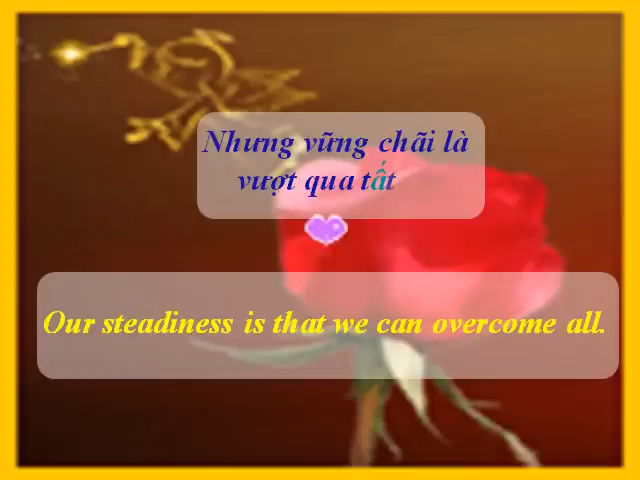 Nhưng vững chãi là
vượt qua tất
Our steadiness is that we can overcome all.